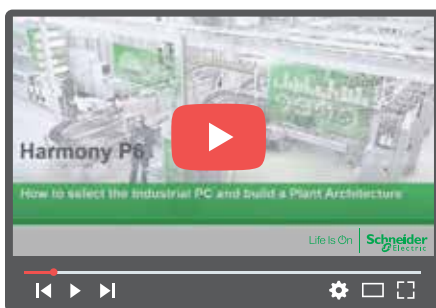 Harmony P6
How to select the Industrial PC and build a Plant Architecture
Life Is On | Schneider
Electric